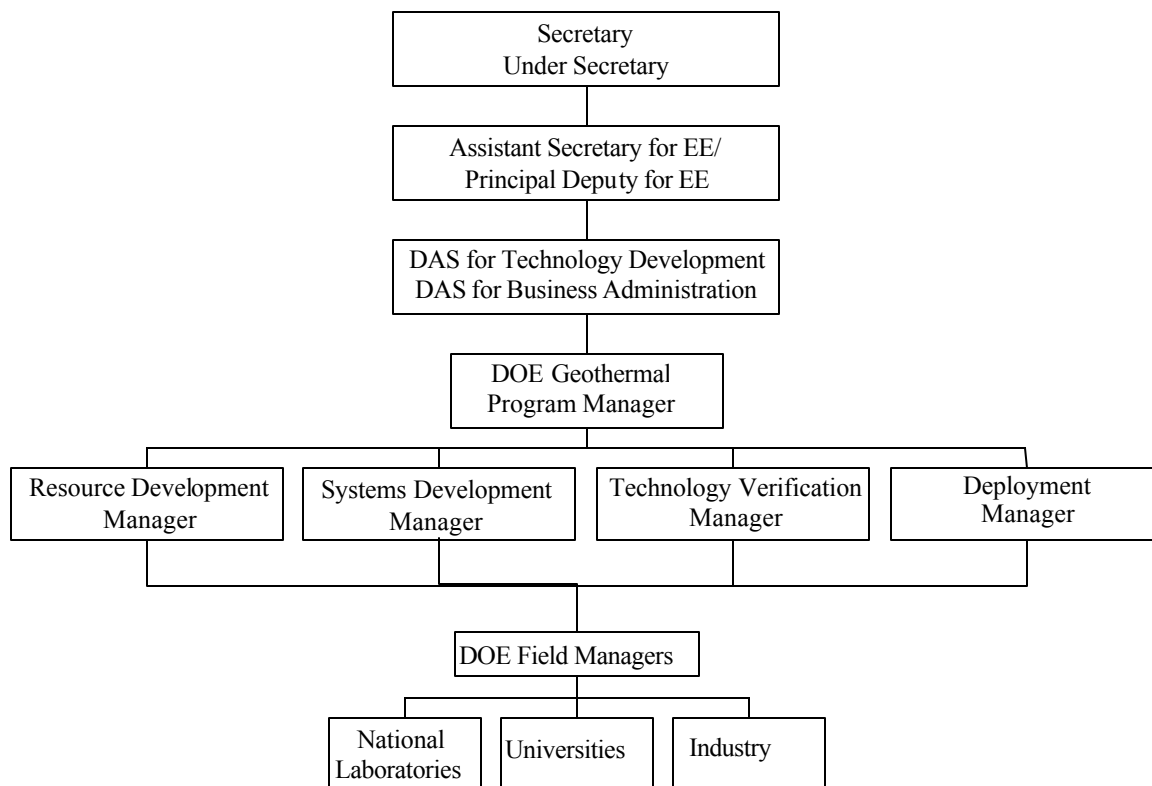 Secretary
Under Secretary
Assistant Secretary for EE/
Principal Deputy for EE
DAS for Technology Development
DAS for Business Administration
DOE Geothermal
Program Manager
Resource Development
Manager
Systems Development
Manager
Technology Verification
Manager
Deployment
Manager
DOE Field Managers
National
Laboratories
Universities
Industry